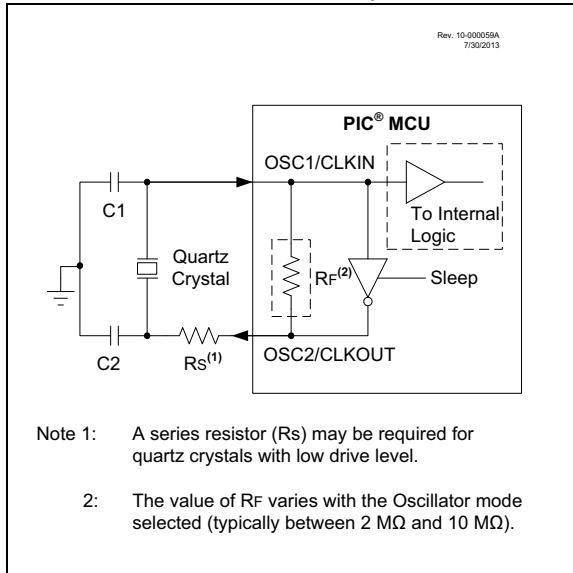 Rev. 10-000059A
7/30/2013
PIC® MCU
OSC1/CLKIN
C1
To Internal
Logic
Quartz
Crystal
RF(2)
Sleep
C2
RS(1)
OSC2/CLKOUT
Note 1: A series resistor (Rs) may be required for
quartz crystals with low drive level.
2: The value of RF varies with the Oscillator mode
selected (typically between 2 MΩ and 10 MΩ).